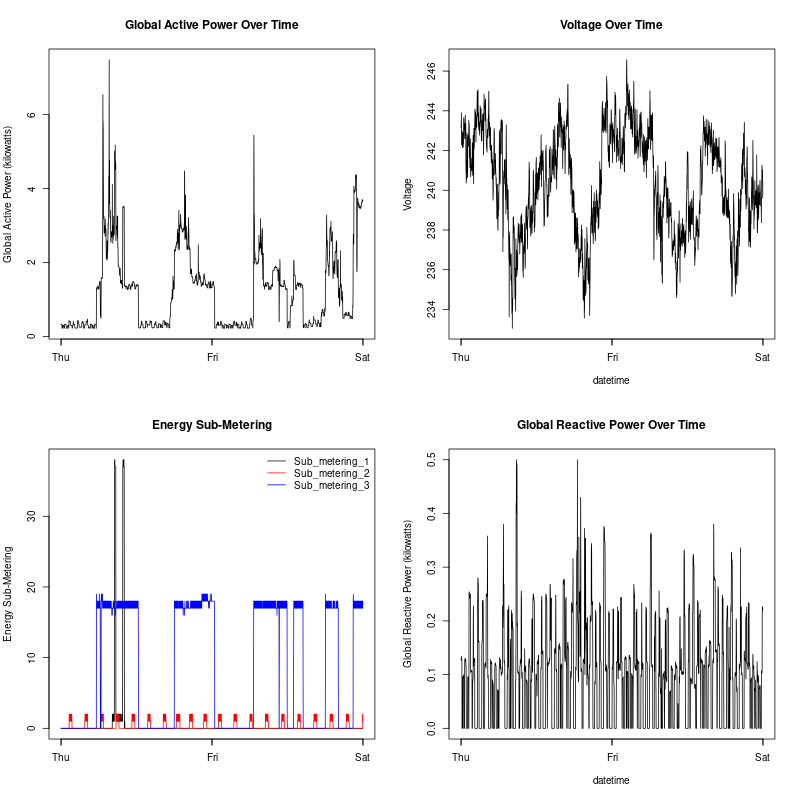 Global Active Power Over Time
Global Active Power (kilowatts)
6
4
2
0
Thu
Fri
Sat
Voltage Over Time
Voltage
246
244
242
240
238
236
234
Thu
Fri
Sat
datetime
Energy Sub-Metering
Energy Sub-Metering
30
20
10
0
Sub_metering_1
Sub_metering_2
Sub_metering_3
Thu
Fri
Sat
Global Reactive Power Over Time
Global Reactive Power (kilowatts)
0.5
0.4
0.3
0.2
0.1
0.0
Thu
Fri
Sat
datetime